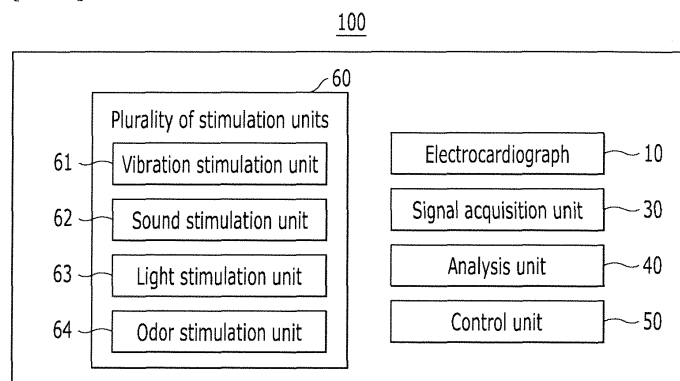 100
60
Plurality of stimulation units
61 Vibration stimulation unit
62 Sound stimulation unit
63 Light stimulation unit
64 Odor stimulation unit
Electrocardiograph 10
Signal acquisition unit 30
Analysis unit 40
Control unit 50